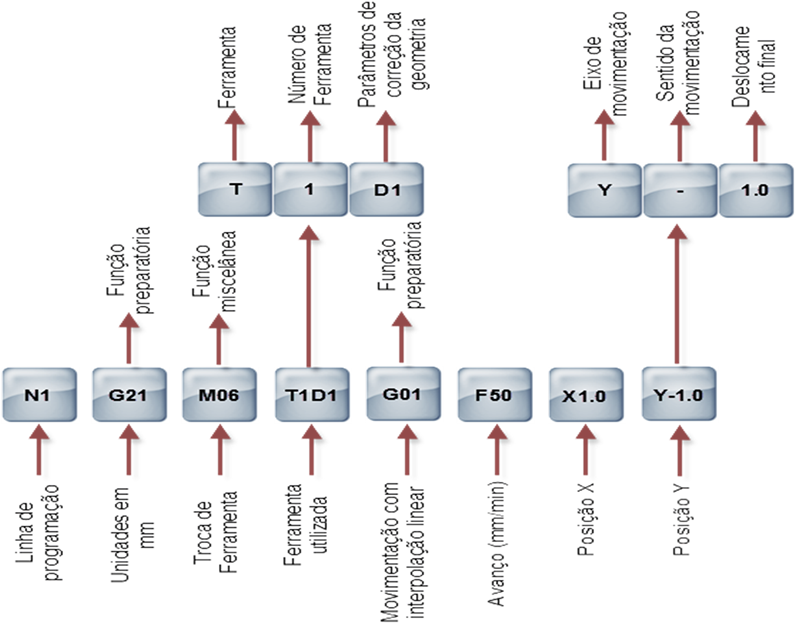 Ferramenta
Número de
Ferramenta
Parâmetros de
correção da
geometria
Eixo de
movimentação
Sentido da
movimentação
Deslocame
nto final
T
1
D1
Y
-
1.0
Função
preparatória
Função
miscelânea
Função
preparatória
N1
G21
M06
T1D1
G01
F50
X1.0
Y-1.0
Linha de
programação
Unidades em
mm
Troca de
Ferramenta
Ferramenta
utilizada
Movimentação com
interpolação linear
Avanço (mm/min)
Posição X
Posição Y